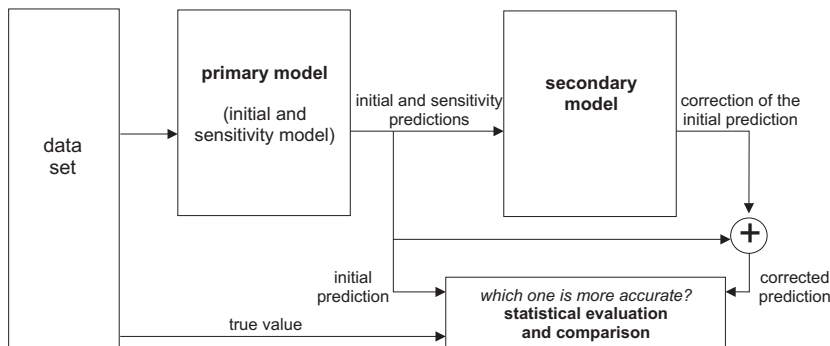 data
set
primary model
(initial and
sensitivity model)
initial and sensitivity
predictions
secondary
model
correction of the
initial prediction
+
initial
prediction
which one is more accurate?
statistical evaluation
and comparison
corrected
prediction
true value